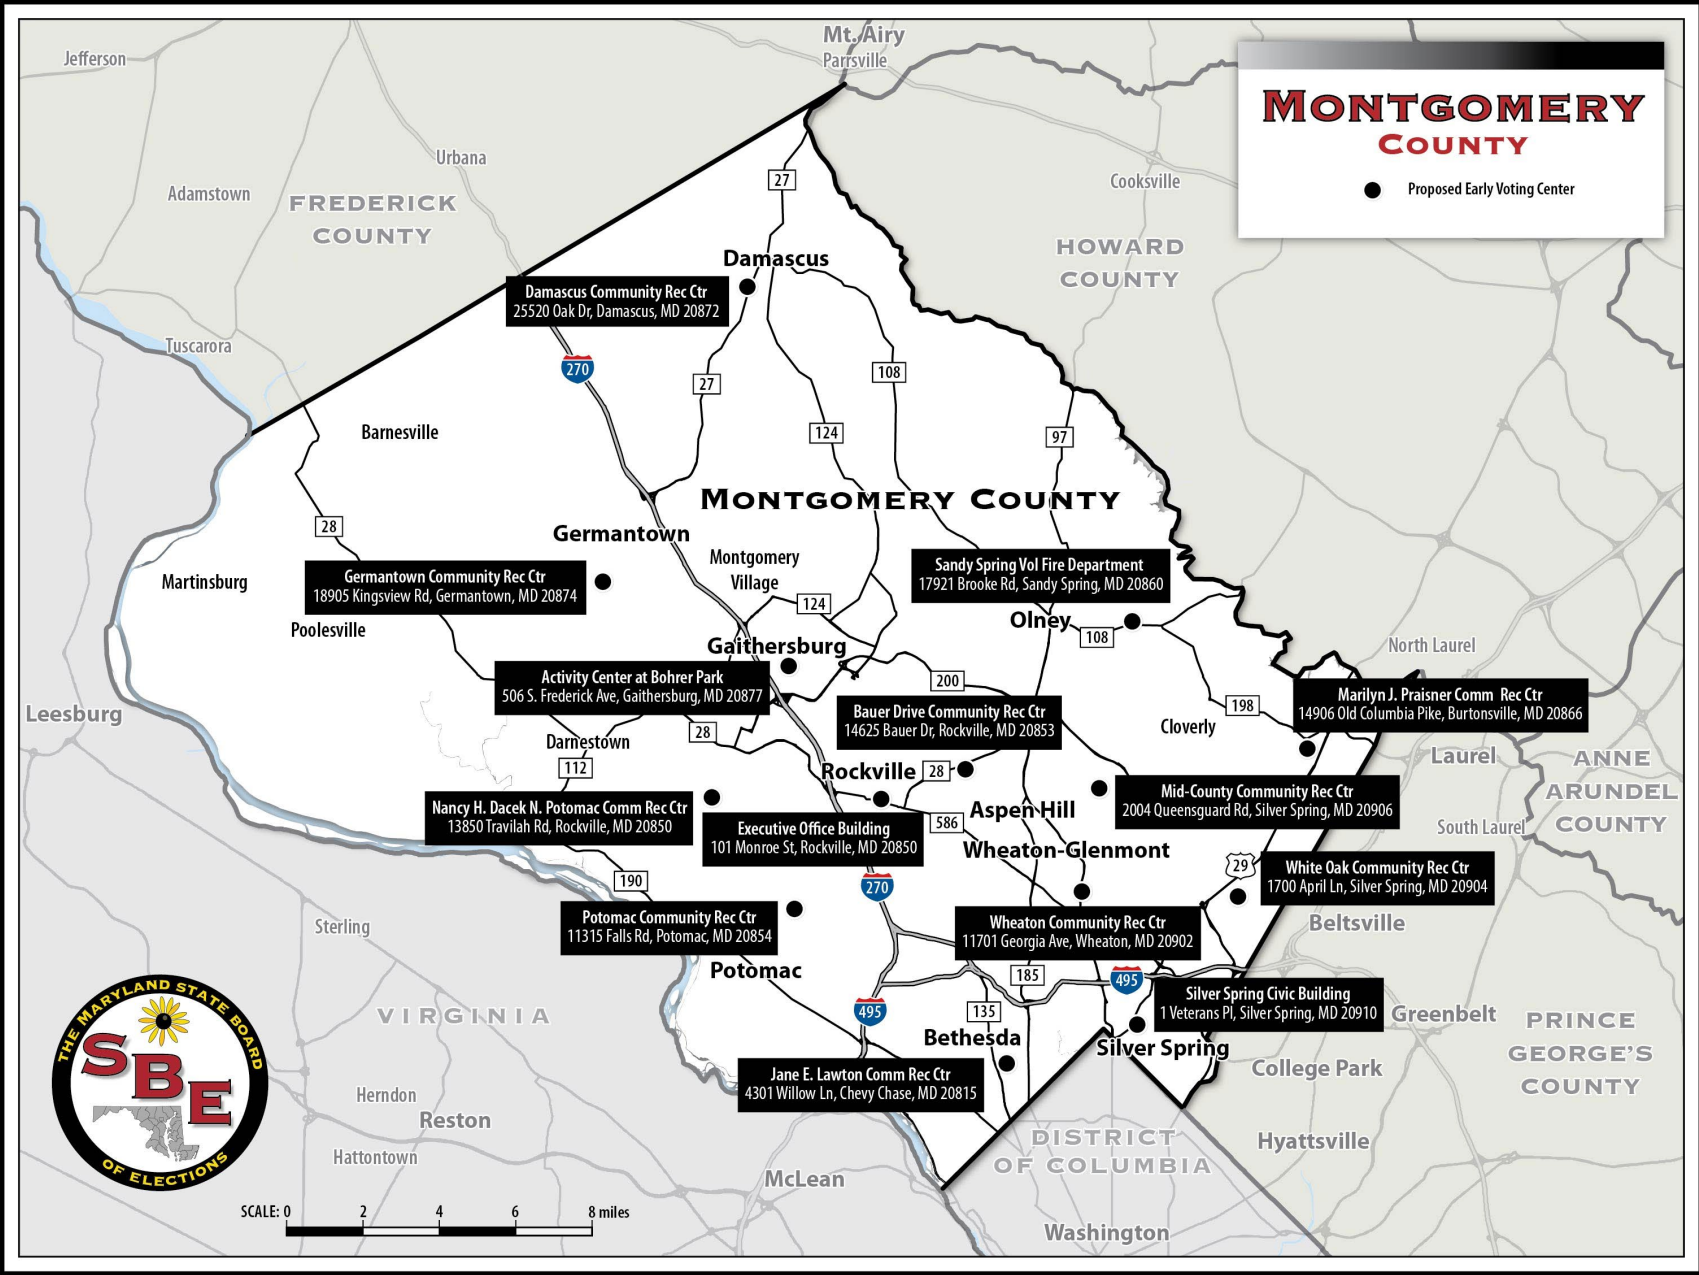 Mt. Airy
Parrsville
Jefferson
MONTGOMERY
COUNTY
Proposed Early Voting Center
Urbana
Adamstown
FREDERICK
COUNTY
Cooksville
HOWARD
COUNTY
27
Damascus
Damascus Community Rec Ctr
25520 Oak Dr, Damascus, MD 20872
Tuscarora
270
27
108
124
97
Barnesville
MONTGOMERY COUNTY
28
Germantown
Montgomery
Village
Sandy Spring Vol Fire Department
17921 Brooke Rd, Sandy Spring, MD 20860
Martinsburg
Germantown Community Rec Ctr
18905 Kingsview Rd, Germantown, MD 20874
124
Olney
108
Poolesville
Gaithersburg
North Laurel
Activity Center at Bohrer Park
506 S. Frederick Ave, Gaithersburg, MD 20877
200
Marilyn J. Praisner Comm Rec Ctr
14906 Old Columbia Pike, Burtonsville, MD 20866
198
Leesburg
Bauer Drive Community Rec Ctr
14625 Bauer Dr, Rockville, MD 20853
Cloverly
28
Darnestown
112
Laurel
ANNE
ARUNDEL
COUNTY
Rockville
28
Mid-County Community Rec Ctr
2004 Queensguard Rd, Silver Spring, MD 20906
Nancy H. Dacek N. Potomac Comm Rec Ctr
13850 Travilah Rd, Rockville, MD 20850
Aspen Hill
586
South Laurel
Executive Office Building
101 Monroe St, Rockville, MD 20850
Wheaton-Glenmont
29
White Oak Community Rec Ctr
1700 April Ln, Silver Spring, MD 20904
190
270
Potomac Community Rec Ctr
11315 Falls Rd, Potomac, MD 20854
Wheaton Community Rec Ctr
11701 Georgia Ave, Wheaton, MD 20902
Beltsville
Sterling
Potomac
185
495
Silver Spring Civic Building
1 Veterans Pl, Silver Spring, MD 20910
495
135
VIRGINIA
Greenbelt
PRINCE
GEORGE'S
COUNTY
Bethesda
Silver Spring
College Park
Jane E. Lawton Comm Rec Ctr
4301 Willow Ln, Chevy Chase, MD 20815
THE MARYLAND STATE BOARD
SBE
OF ELECTIONS
Herndon
Reston
Hattontown
DISTRICT
OF COLUMBIA
Hyattsville
McLean
SCALE: 0 2 4 6 8 miles
Washington